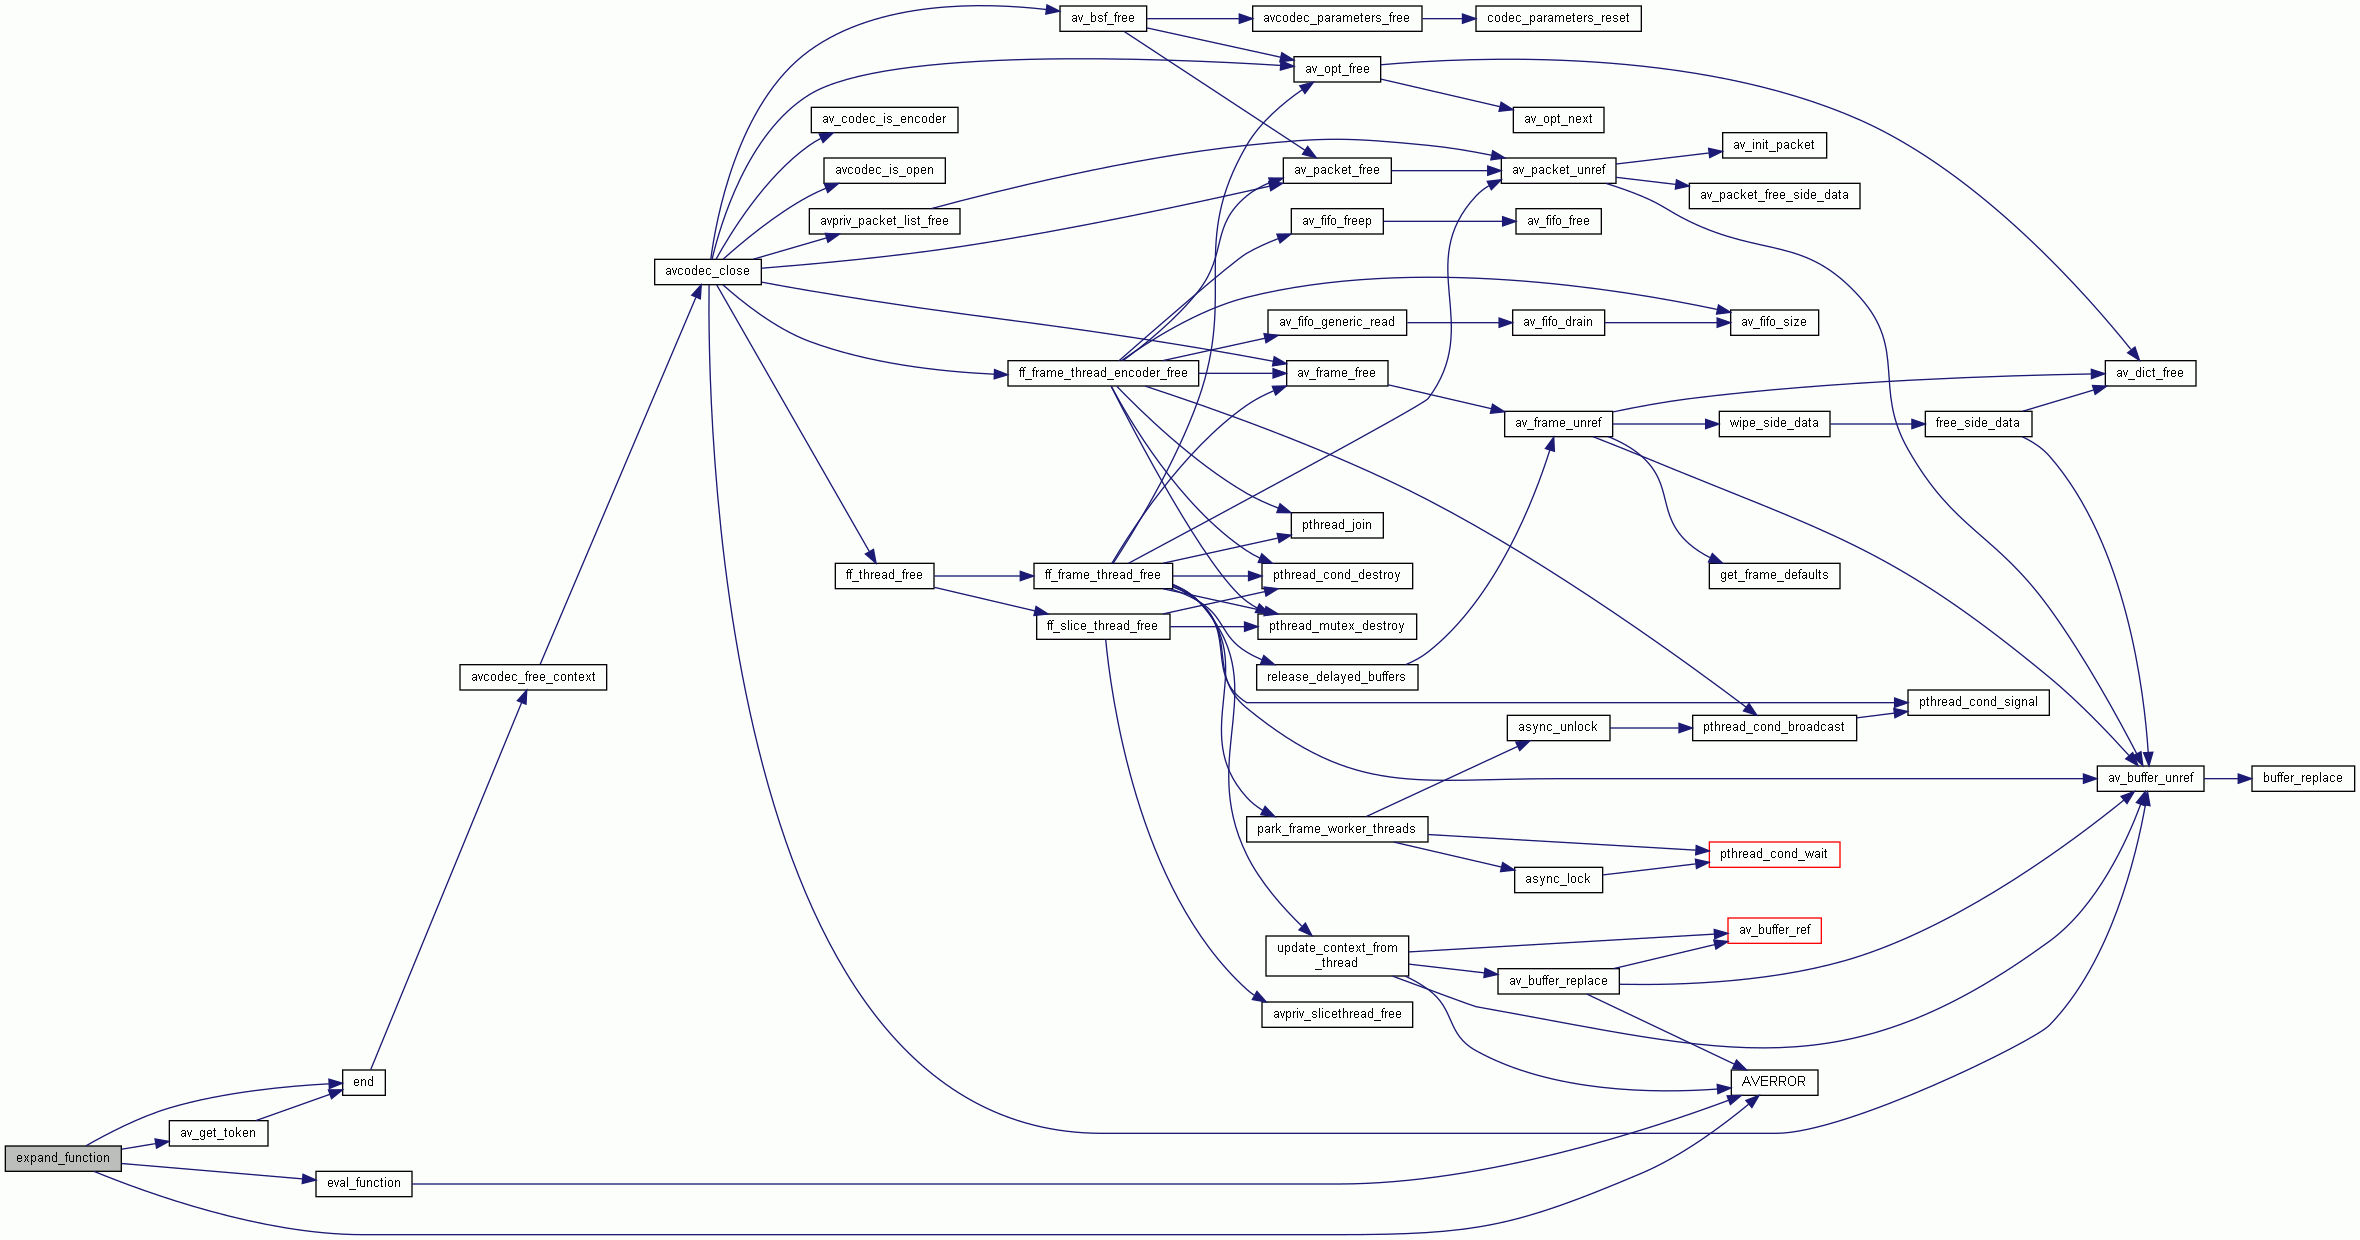 av_bsf_free
avcodec_parameters_free
codec_parameters_reset
av_opt_free
av_codec_is_encoder
av_opt_next
av_init_packet
avcodec_is_open
av_packet_free
av_packet_unref
av_packet_free_side_data
avpriv_packet_list_free
av_fifo_freep
av_fifo_free
avcodec_close
av_fifo_generic_read
av_fifo_drain
av_fifo_size
ff_frame_thread_encoder_free
av_frame_free
av_dict_free
av_frame_unref
wipe_side_data
free_side_data
pthread_join
ff_thread_free
ff_frame_thread_free
pthread_cond_destroy
get_frame_defaults
ff_slice_thread_free
pthread_mutex_destroy
avcodec_free_context
release_delayed_buffers
pthread_cond_signal
async_unlock
pthread_cond_broadcast
av_buffer_unref
buffer_replace
park_frame_worker_threads
pthread_cond_wait
async_lock
av_buffer_ref
update_context_from
_thread
av_buffer_replace
avpriv_slicethread_free
end
AVERROR
av_get_token
expand_function
eval_function